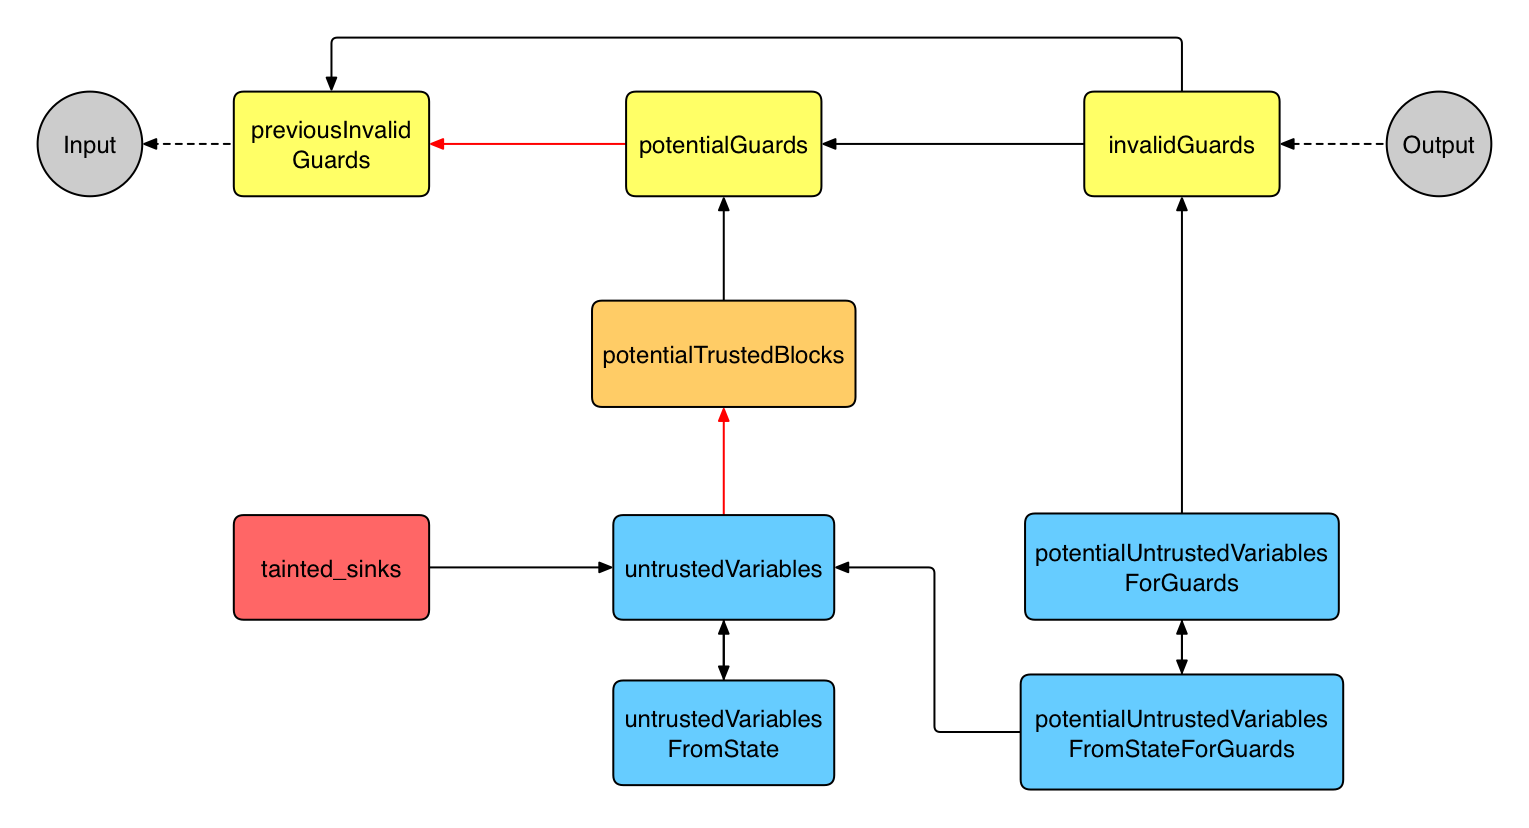 Input
previousInvalid
Guards
potentialGuards
invalidGuards
Output
potentialTrustedBlocks
tainted_sinks
untrustedVariables
potentialUntrustedVariables
ForGuards
untrustedVariables
FromState
potentialUntrustedVariables
FromStateForGuards